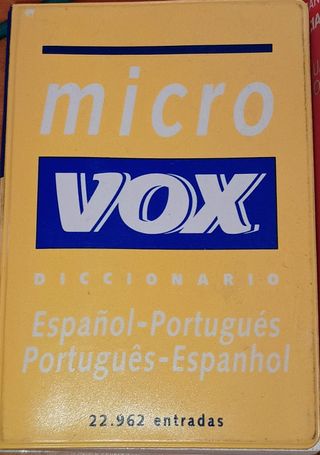 micro
VOX
DICCIONARIO
Español-Portugués
Português-Espanhol
22.962 entradas